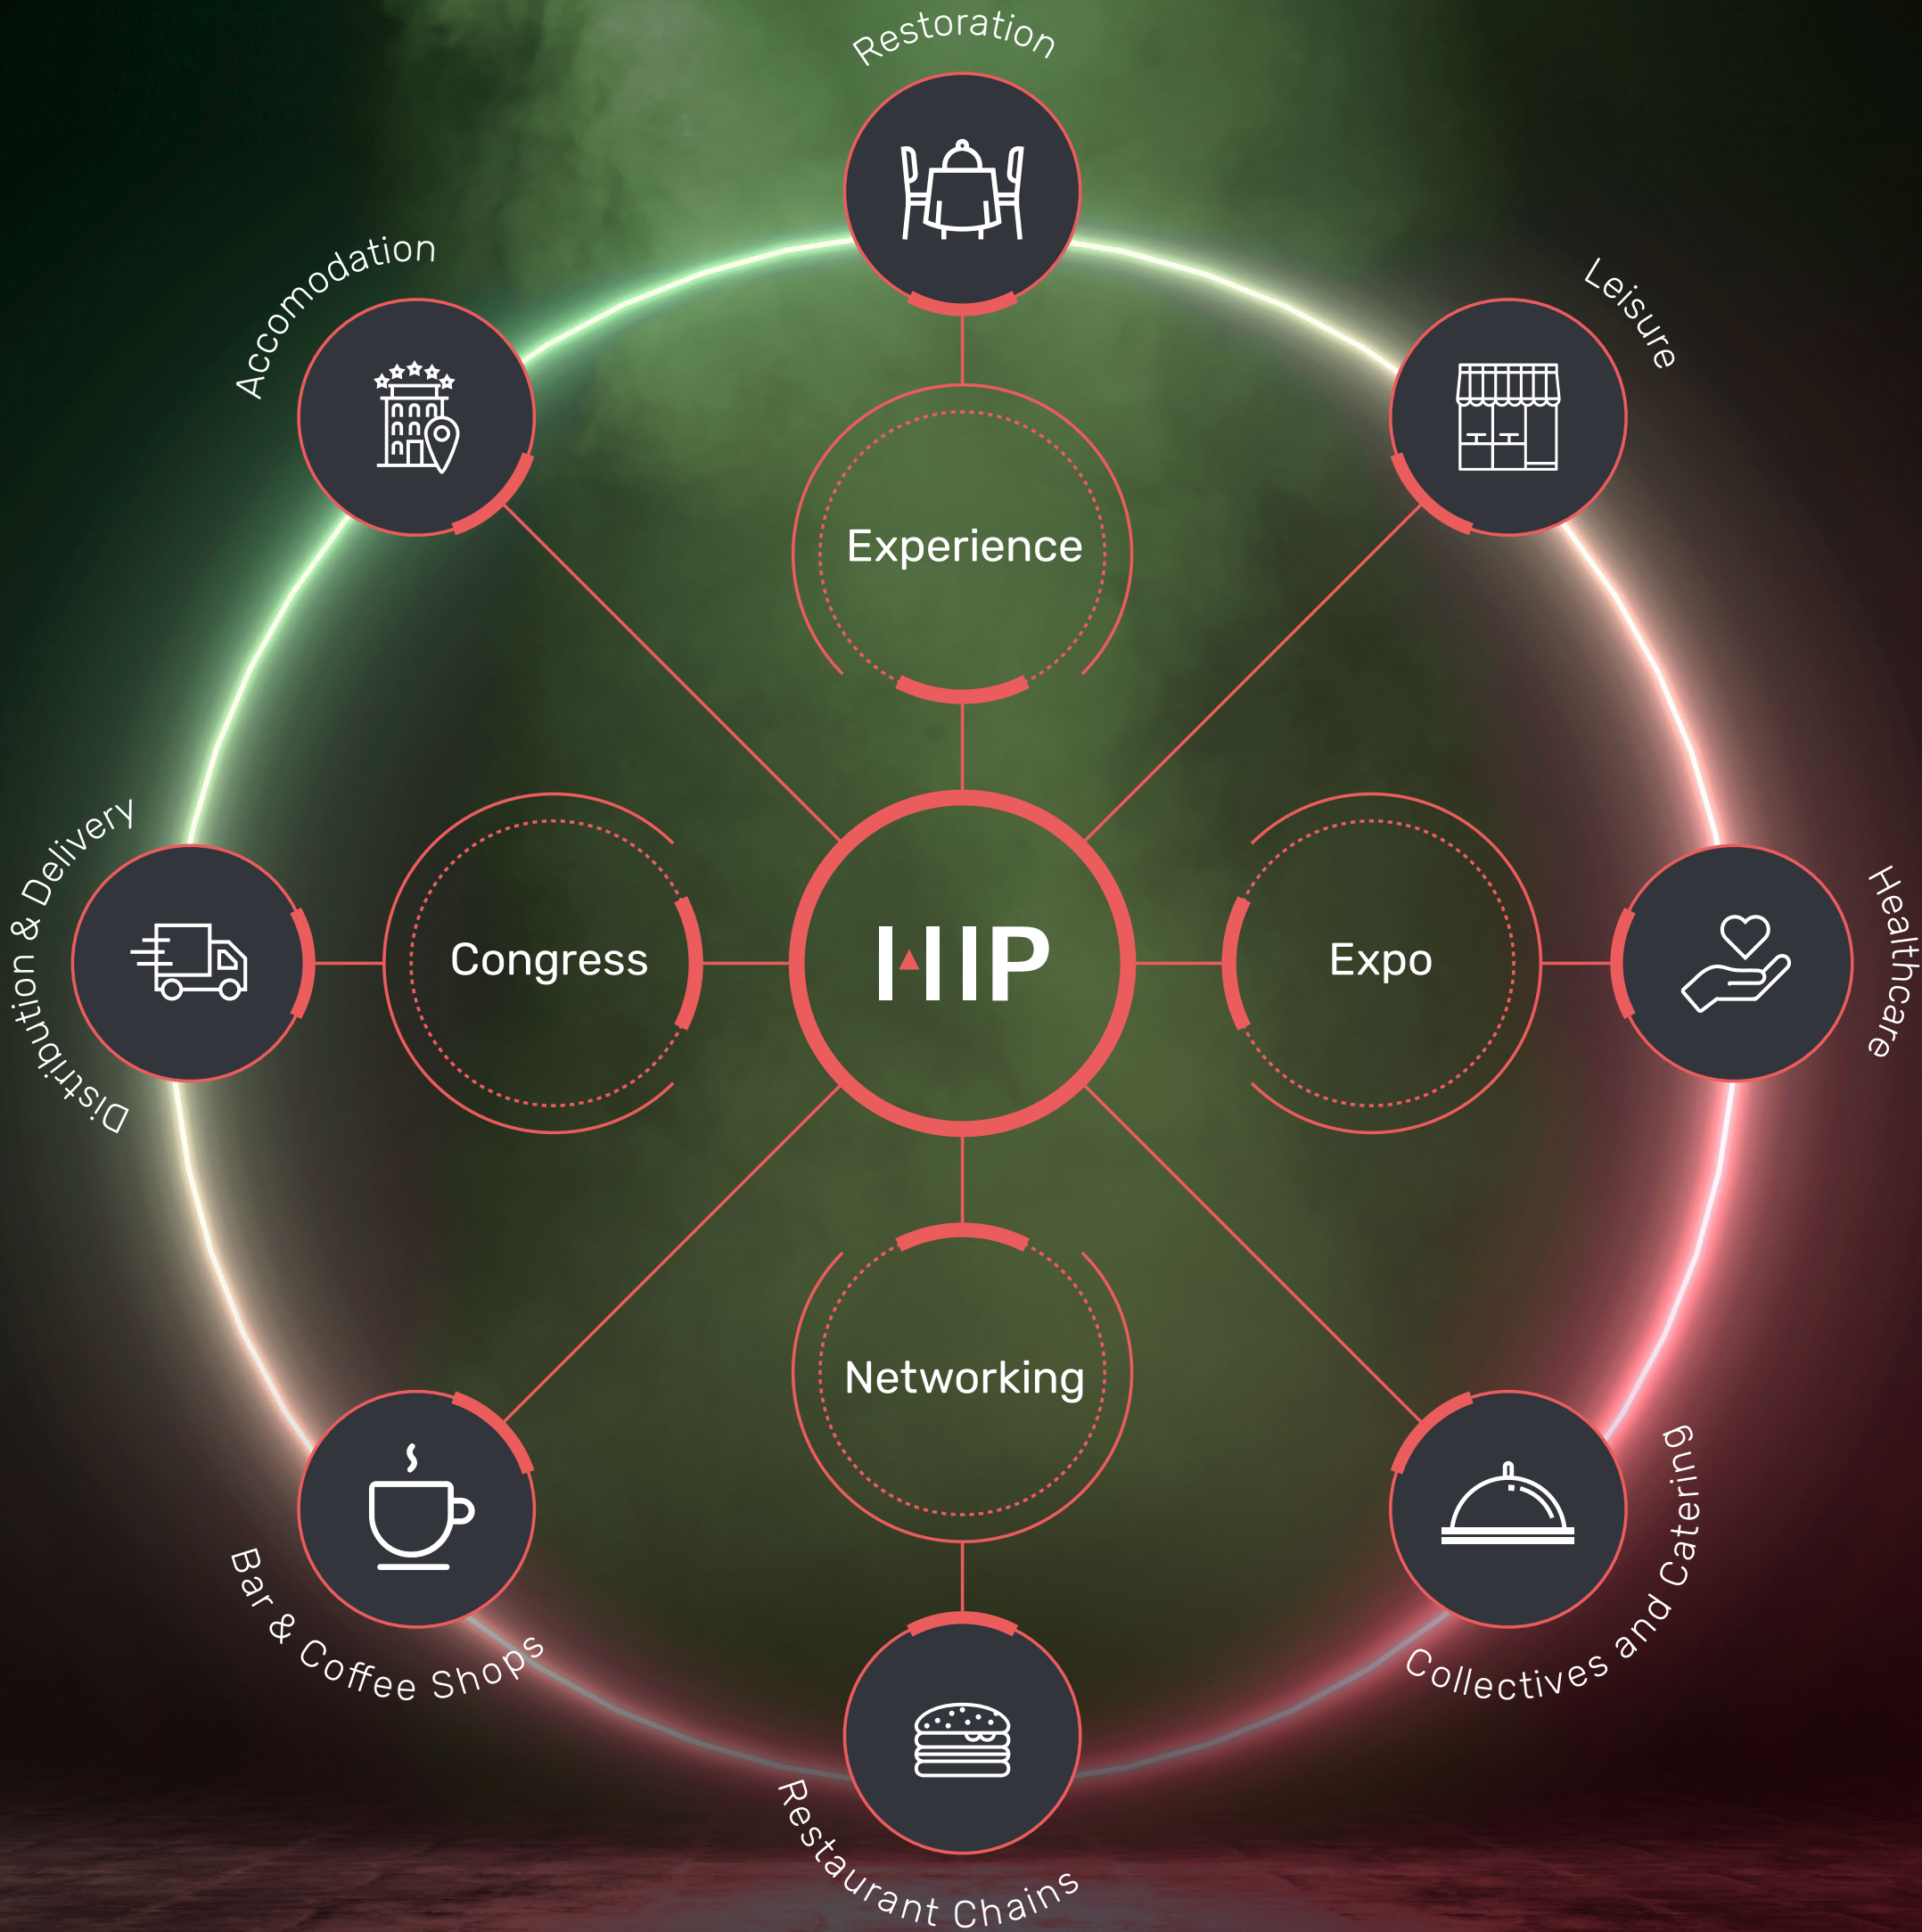 Restoration
Accomodation
Leisure
Experience
Distribution & Delivery
Congress
HIP
Expo
Healthcare
Networking
Bar & Coffee Shops
Collectives and Catering
Restaurant Chains